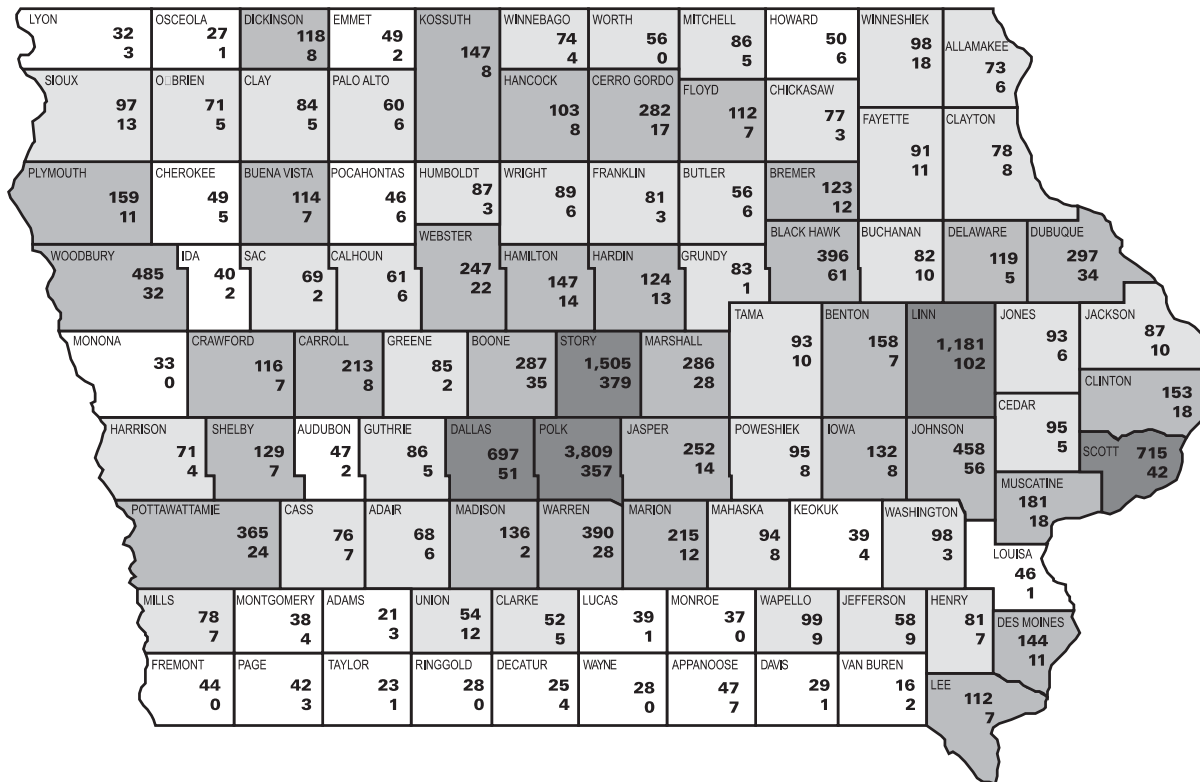 LYON
32
3
OSCEOLA
27
1
DICKINSON
118
8
EMMET
49
2
KOSSUTH
147
8
WINNEBAGO
74
4
WORTH
56
0
MITCHELL
86
5
HOWARD
50
6
WINNESHIEK
98
18
ALLAMAKEE
73
6
SIOUX
97
13
O□BRIEN
71
5
CLAY
84
5
PALO ALTO
60
6
HANCOCK
103
8
CERRO GORDO
282
17
FLOYD
112
7
CHICKASAW
77
3
FAYETTE
91
11
CLAYTON
78
8
PLYMOUTH
159
11
CHEROKEE
49
5
BUENA VISTA
114
7
POCAHONTAS
46
6
HUMBOLDT
87
3
WRIGHT
89
6
FRANKLIN
81
3
BUTLER
56
6
BREMER
123
12
WOODBURY
485
32
IDA
40
2
SAC
69
2
CALHOUN
61
6
WEBSTER
247
22
HAMILTON
147
14
HARDIN
124
13
GRUNDY
83
1
BLACK HAWK
396
61
BUCHANAN
82
10
DELAWARE
119
5
DUBUQUE
297
34
MONONA
33
0
CRAWFORD
116
7
CARROLL
213
8
GREENE
85
2
BOONE
287
35
STORY
1,505
379
MARSHALL
286
28
TAMA
93
10
BENTON
158
7
LINN
1,181
102
JONES
93
6
JACKSON
87
10
CLINTON
153
18
HARRISON
71
4
SHELBY
129
7
AUDUBON
47
2
GUTHRIE
86
5
DALLAS
697
51
POLK
3,809
357
JASPER
252
14
POWESHIEK
95
8
IOWA
132
8
JOHNSON
458
56
CEDAR
95
5
SCOTT
715
42
MUSCATINE
181
18
POTTAWATTAMIE
365
24
CASS
76
7
ADAIR
68
6
MADISON
136
2
WARREN
390
28
MARION
215
12
MAHASKA
94
8
KEOKUK
39
4
WASHINGTON
98
3
LOUISA
46
1
MILLS
78
7
MONTGOMERY
38
4
ADAMS
21
3
UNION
54
12
CLARKE
52
5
LUCAS
39
1
MONROE
37
0
WAPELLO
99
9
JEFFERSON
58
9
HENRY
81
7
DES MOINES
144
11
FREMONT
44
0
PAGE
42
3
TAYLOR
23
1
RINGGOLD
28
0
DECATUR
25
4
WAYNE
28
0
APPANOOSE
47
7
DAVIS
29
1
VAN BUREN
16
2
LEE
112
7